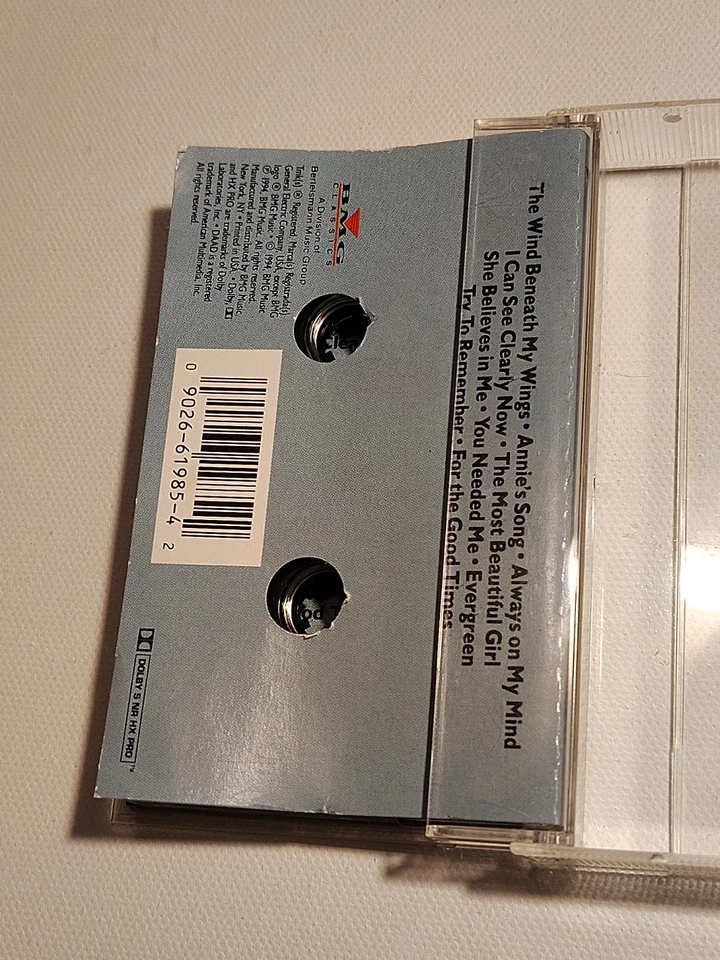 The Wind Beneath My Wings • Annie's Song • Always on My Mind
I Can See Clearly Now • The Most Beautiful Girl
She Believes in Me • You Needed Me • Evergreen
Try To Remember • For the Good Times
BMG
CLASSICS
A Division of
Bertelsmann Music Group
Tmk(s) ® Registered. Marca(s) Registrada(s)
General Electric Company, USA, except BMG
logo ® BMG Music. • © 1994, BMG Music
℗ 1994, BMG Music. All rights reserved.
Manufactured and distributed by BMG Music,
New York, NY • Printed in USA. • Dolby, DD
and HX PRO are trademarks of Dolby
Laboratories, Inc. • DAAD is a registered
trademark of American Multimedia, Inc.
All rights reserved.
0 9026-61985-4 2
DOLBY S NR HX PRO™